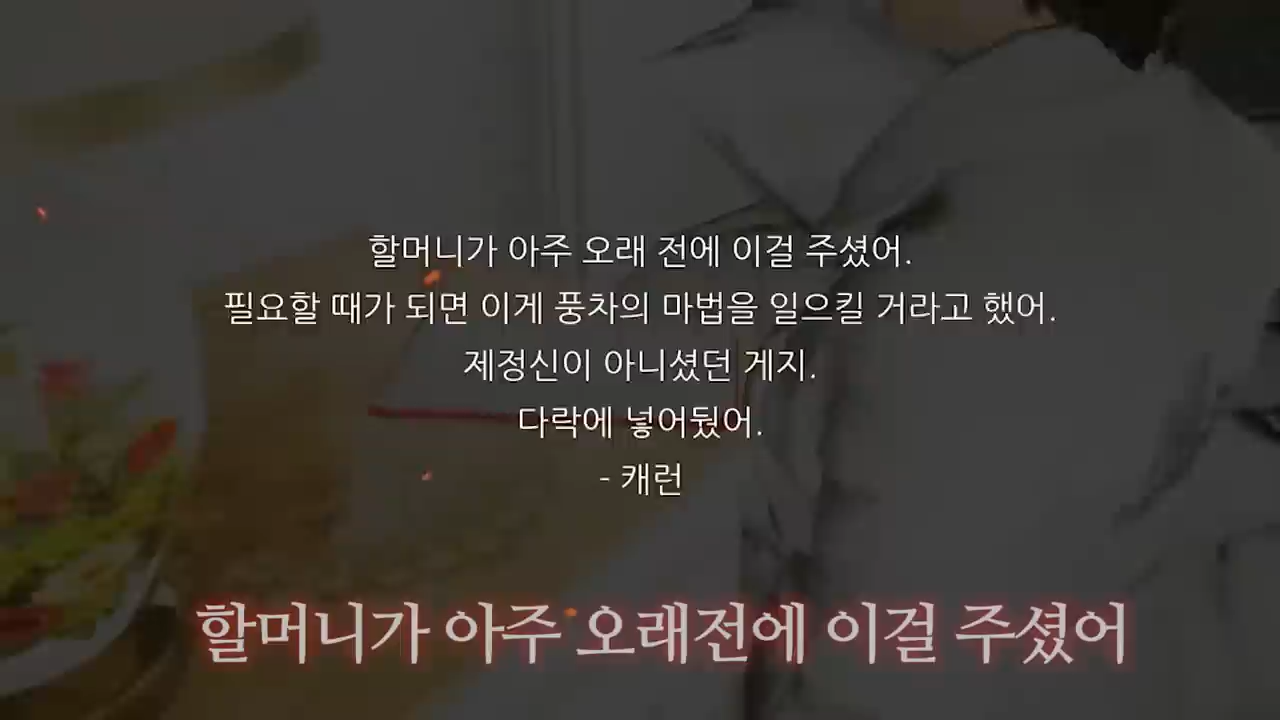 할머니가 아주 오래 전에 이걸 주셨어.
필요할 때가 되면 이게 풍차의 마법을 일으킬 거라고 했어.
제정신이 아니셨던 게지.
다락에 넣어뒀어.
- 캐런
할머니가 아주 오래전에 이걸 주셨어